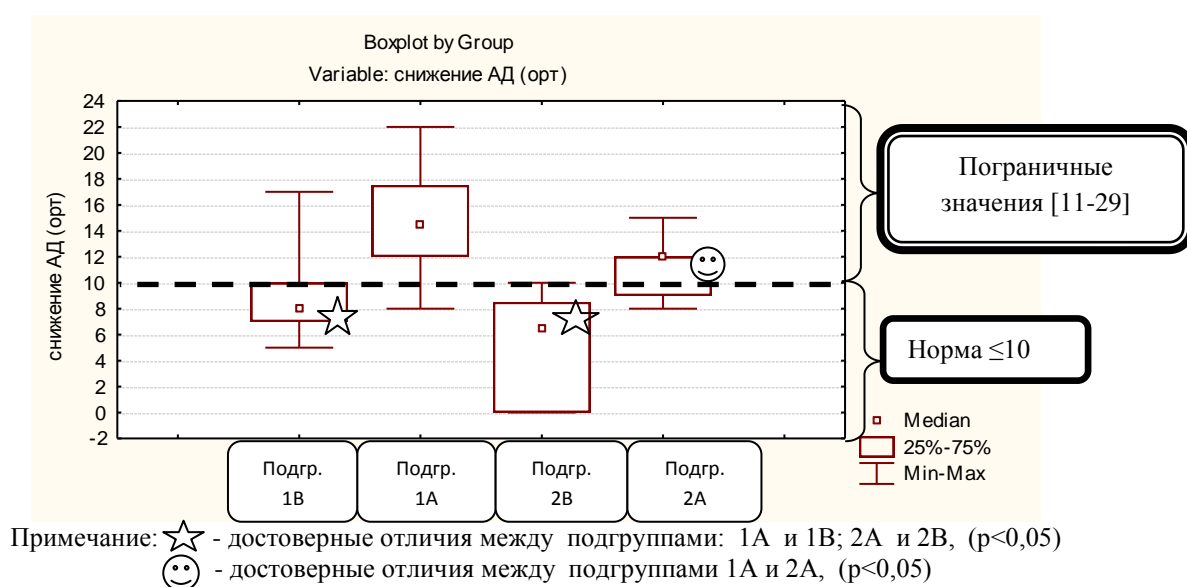 Boxplot by Group
Variable: снижение АД (орт)
снижение АД (орт)
24
22
20
18
16
14
12
10
8
6
4
2
0
-2
Пограничные
значения [11-29]
Норма ≤10
Median
25%-75%
Min-Max
Подгр.
1В
Подгр.
1А
Подгр.
2В
Подгр.
2А
Примечание: - достоверные отличия между подгруппами: 1А и 1В; 2А и 2В, (р<0,05)
- достоверные отличия между подгруппами 1А и 2А, (р<0,05)